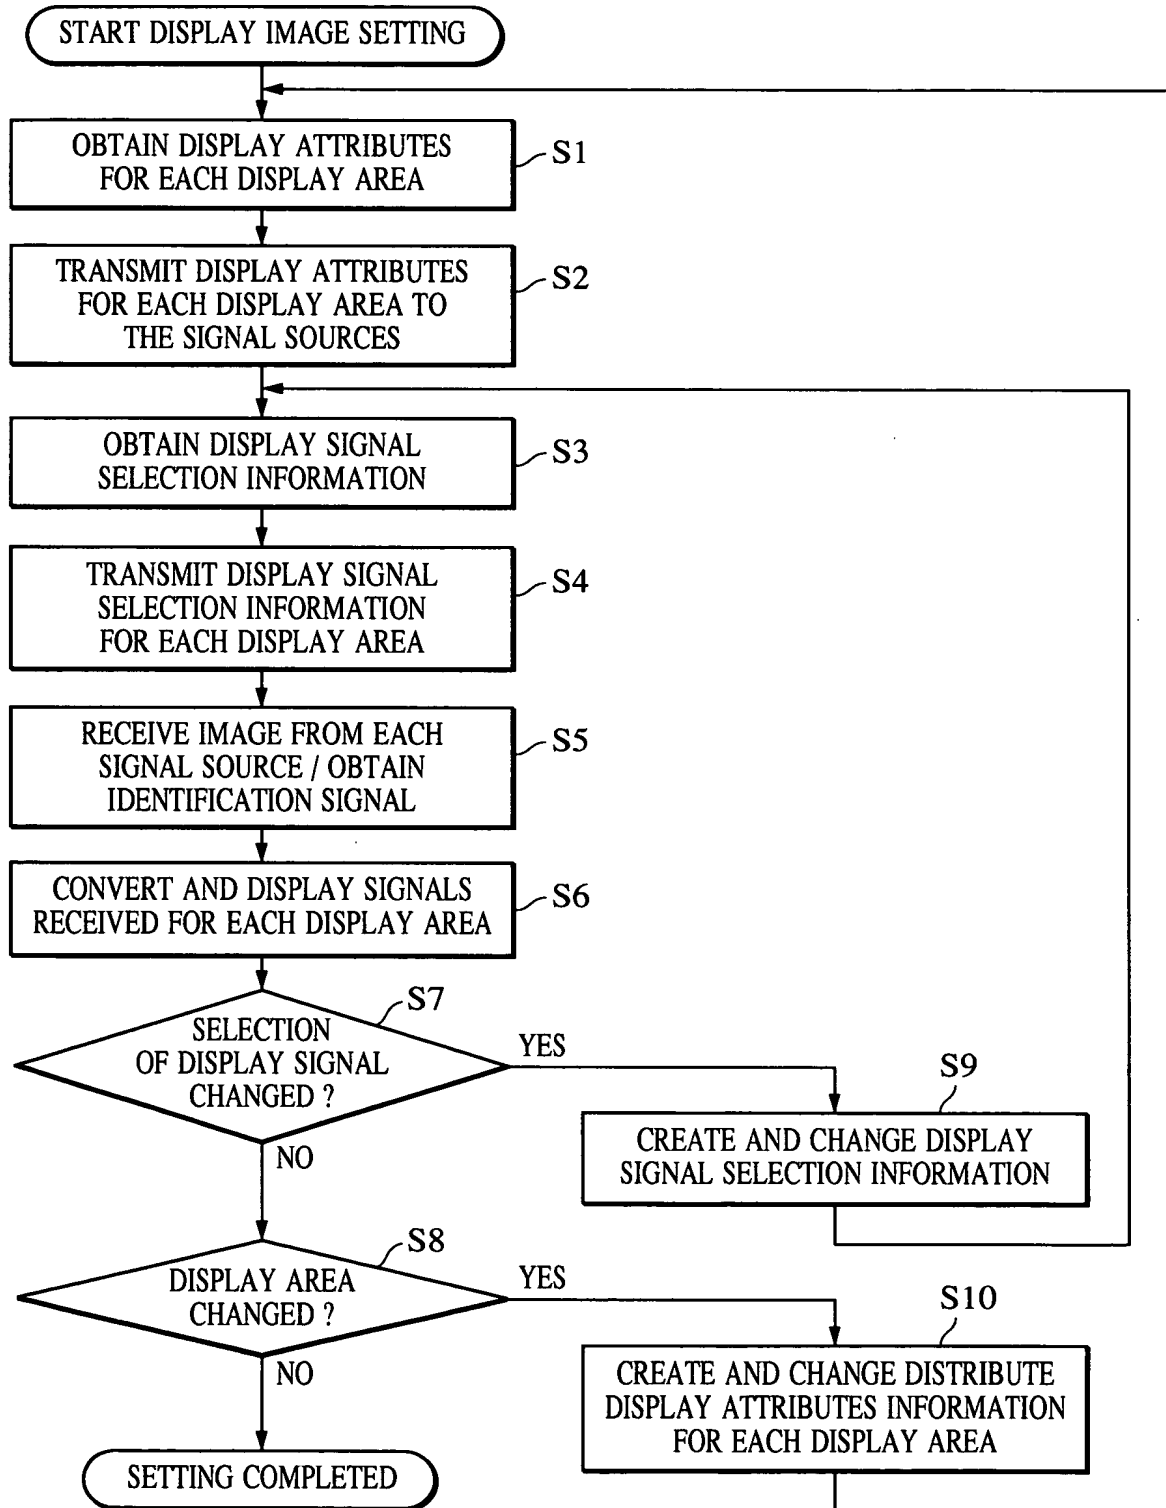 START DISPLAY IMAGE SETTING
OBTAIN DISPLAY ATTRIBUTES
FOR EACH DISPLAY AREA
S1
TRANSMIT DISPLAY ATTRIBUTES
FOR EACH DISPLAY AREA TO
THE SIGNAL SOURCES
S2
OBTAIN DISPLAY SIGNAL
SELECTION INFORMATION
S3
TRANSMIT DISPLAY SIGNAL
SELECTION INFORMATION
FOR EACH DISPLAY AREA
S4
RECEIVE IMAGE FROM EACH
SIGNAL SOURCE / OBTAIN
IDENTIFICATION SIGNAL
S5
CONVERT AND DISPLAY SIGNALS
RECEIVED FOR EACH DISPLAY AREA
S6
SELECTION
OF DISPLAY SIGNAL
CHANGED ?
S7
YES
NO
S9
CREATE AND CHANGE DISPLAY
SIGNAL SELECTION INFORMATION
DISPLAY AREA
CHANGED ?
S8
YES
NO
S10
CREATE AND CHANGE DISTRIBUTE
DISPLAY ATTRIBUTES INFORMATION
FOR EACH DISPLAY AREA
SETTING COMPLETED